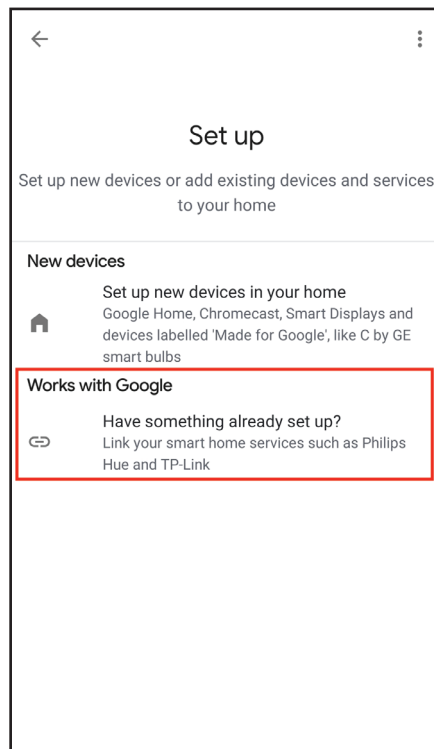 Set up
Set up new devices or add existing devices and services
to your home
New devices
Set up new devices in your home
Google Home, Chromecast, Smart Displays and
devices labelled 'Made for Google', like C by GE
smart bulbs
Works with Google
Have something already set up?
Link your smart home services such as Philips
Hue and TP-Link